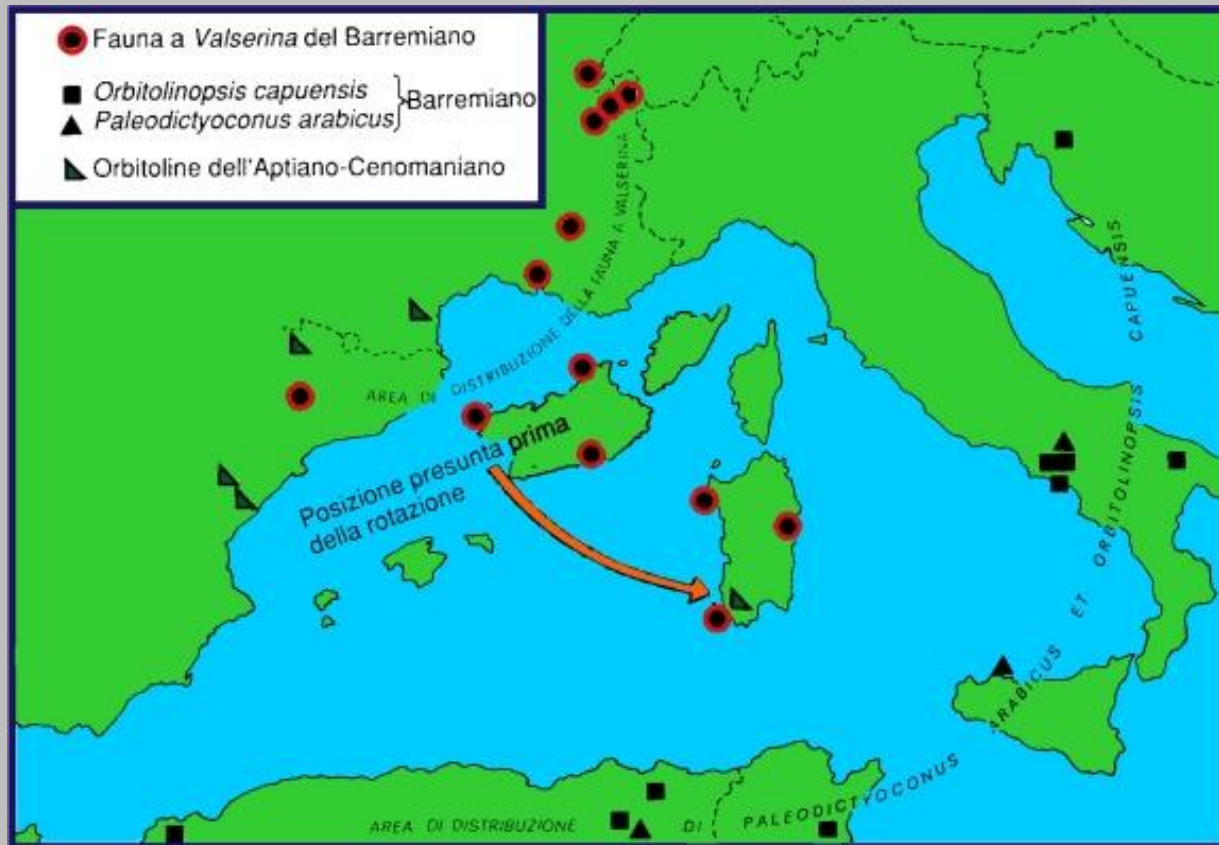 Fauna a Valserina del Barremiano
Orbitolinopsis capuensis
Paleodictyoconus arabicus
Barremiano
Orbitoline dell'Aptiano-Cenomaniano
AREA DI DISTRIBUZIONE DELLA FAUNA A VALSERINA
Posizione presunta prima
della rotazione
AREA DI DISTRIBUZIONE DI PALEODICTYOCONUS ARABICUS ET ORBITOLINOPSIS CAPUENSIS